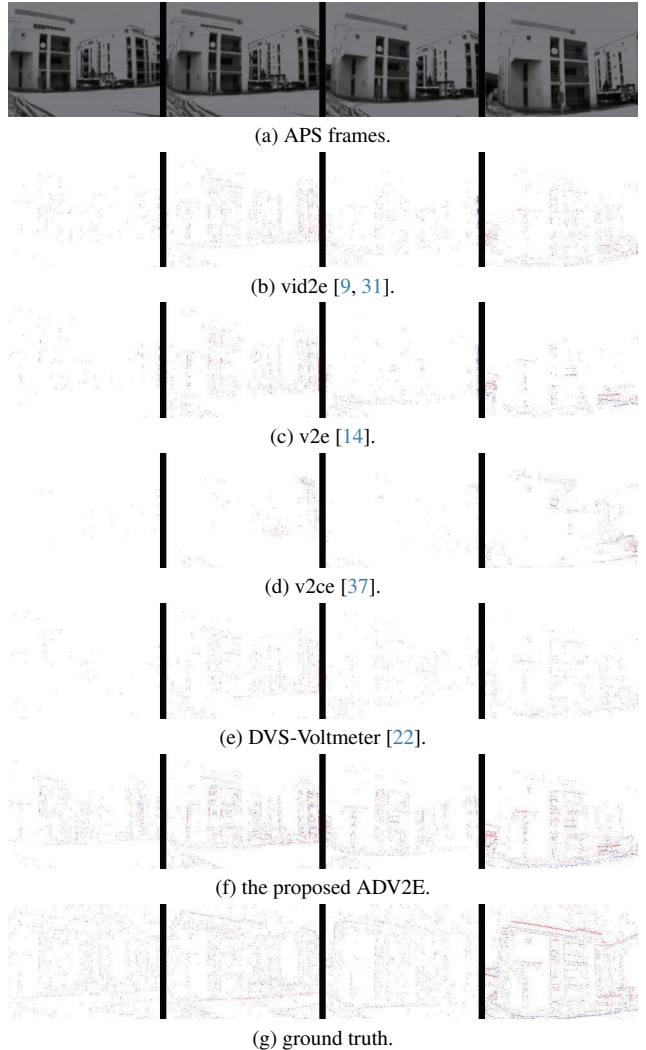 (a) APS frames.
(b) vid2e [9, 31].
(c) v2e [14].
(d) v2ce [37].
(e) DVS-Voltmeter [22].
(f) the proposed ADV2E.
(g) ground truth.